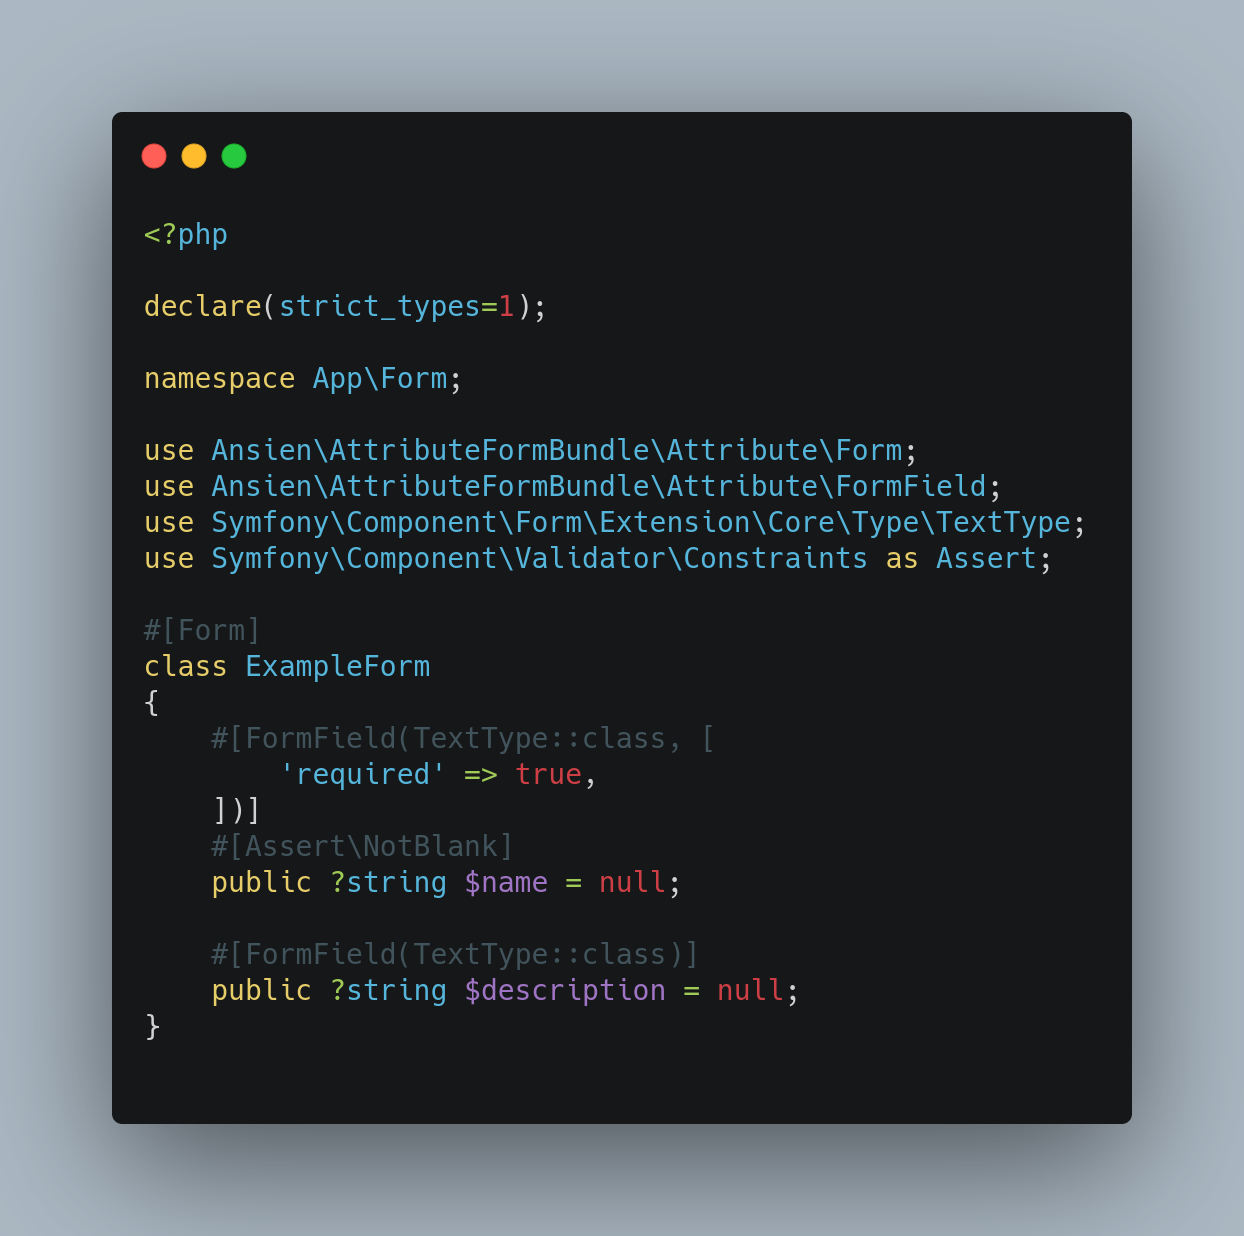 <?php

declare(strict_types=1);

namespace App\Form;

use Ansien\AttributeFormBundle\Attribute\Form;
use Ansien\AttributeFormBundle\Attribute\FormField;
use Symfony\Component\Form\Extension\Core\Type\TextType;
use Symfony\Component\Validator\Constraints as Assert;

#[Form]
class ExampleForm
{
    #[FormField(TextType::class, [
        'required' => true,
    ])]
    #[Assert\NotBlank]
    public ?string $name = null;

    #[FormField(TextType::class)]
    public ?string $description = null;
}